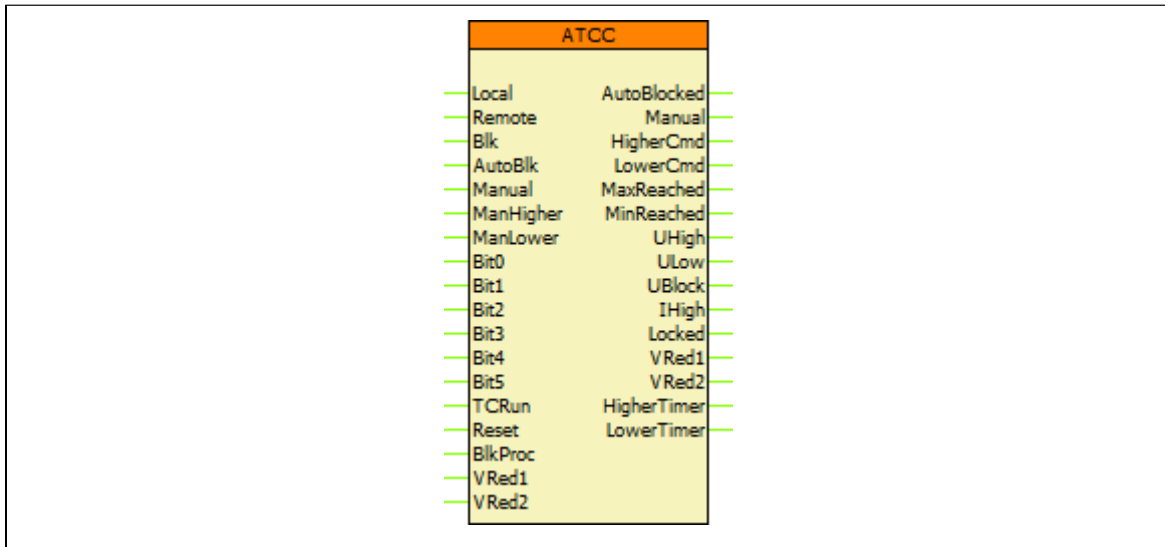 ATCC
Local AutoBlocked
Remote Manual
Blk HigherCmd
AutoBlk LowerCmd
Manual MaxReached
ManHigher MinReached
ManLower UHigh
Bit0 ULow
Bit1 UBlock
Bit2 IHigh
Bit3 Locked
Bit4 VRed1
Bit5 VRed2
TCRun HigherTimer
Reset LowerTimer
BlkProc
VRed1
VRed2